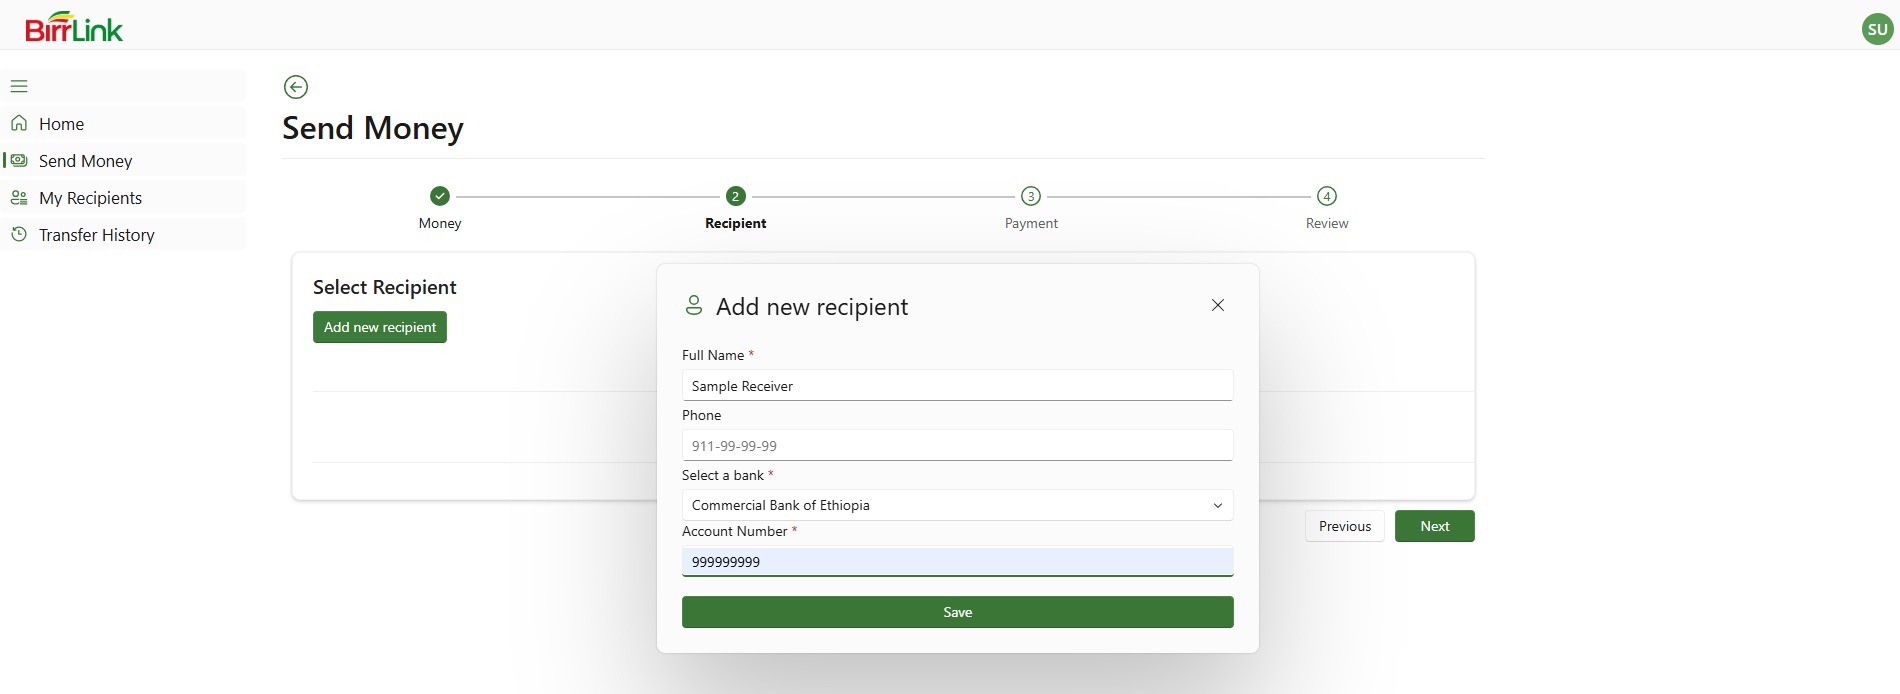 BirrLink
SU
Home
Send Money
My Recipients
Transfer History
Send Money
2
3
4
Money
Recipient
Payment
Review
Select Recipient
Add new recipient
Add new recipient
Full Name *
Sample Receiver
Phone
911-99-99-99
Select a bank *
Commercial Bank of Ethiopia
Account Number *
999999999
Save
Previous
Next